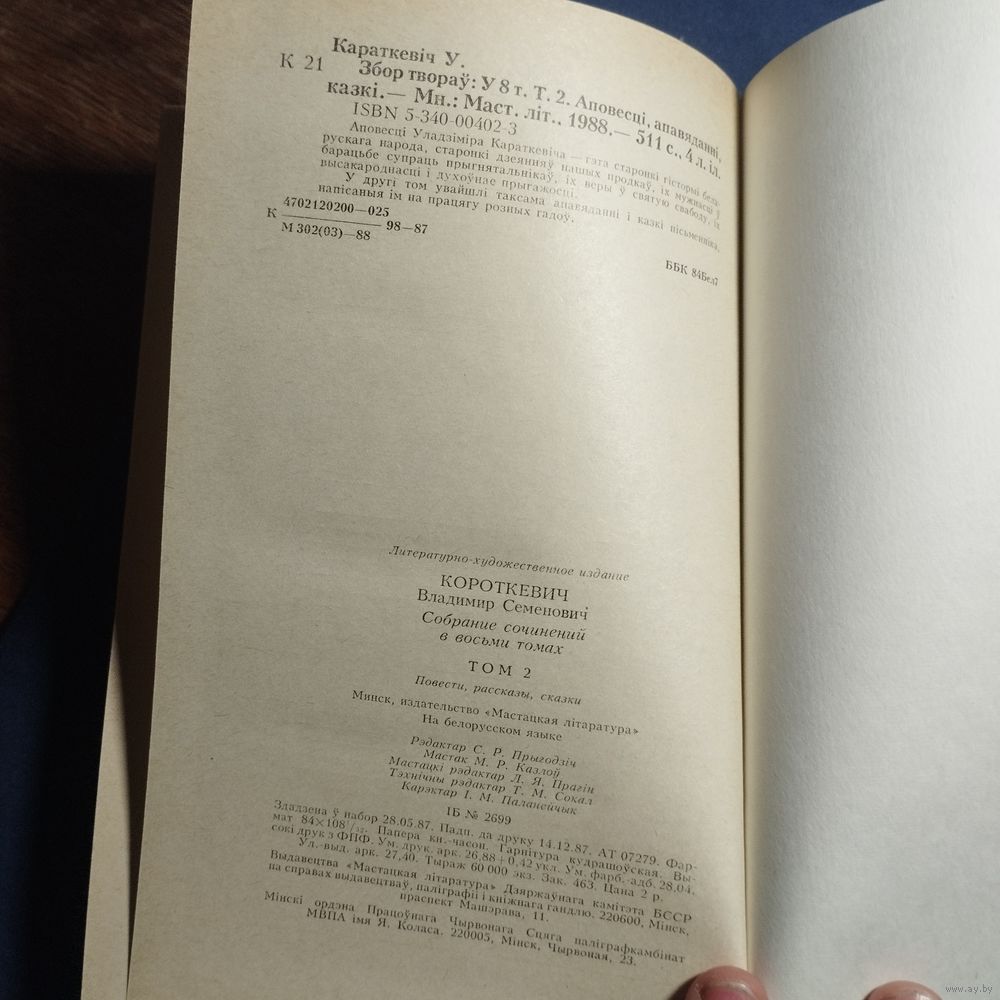 Караткевіч У.
К 21 Збор твораў: У 8 т. Т. 2. Аповесці, апавяданні,
казкі.— Мн.: Маст. літ., 1988.— 511 с., 4 л. іл.
ISBN 5-340-00402-3
Аповесці Уладзіміра Караткевіча — гэта старонкі гісторыі бела-
рускага народа, старонкі дзеянняў нашых продкаў, іх мужнасці ў
барацьбе супраць прыгнятальнікаў, іх веры ў святую свабоду, іх
высакароднасці і духоўнае прыгажосці.
У другі том увайшлі таксама апавяданні і казкі пісьменніка,
напісаныя ім на працягу розных гадоў.
К 4702120200—025
М 302(03)—88 98—87
ББК 84Бел7
Литературно-художественное издание
КОРОТКЕВИЧ
Владимир Семенович
Собрание сочинений
в восьми томах
ТОМ 2
Повести, рассказы, сказки
Минск, издательство «Мастацкая літаратура»
На белорусском языке
Рэдактар С. Р. Прыгодзіч
Мастак М. Р. Казлоў
Мастацкі рэдактар Л. Я. Прагін
Тэхнічны рэдактар Т. М. Сокал
Карэктар І. М. Паланейчык
ІБ № 2699
Здадзена ў набор 28.05.87. Падп. да друку 14.12.87. АТ 07279. Фар-
мат 84×108¹/₃₂. Папера кн.-часоп. Гарнітура кудрашоўская. Вы-
сокі друк з ФПФ. Ум. друк. арк. 26,88+0,42 укл. Ум. фарб.-адб. 28,04.
Ул.-выд. арк. 27,40. Тыраж 60 000 экз. Зак. 463. Цана 2 р.
Выдавецтва «Мастацкая літаратура» Дзяржаўнага камітэта БССР
па справах выдавецтваў, паліграфіі і кніжнага гандлю. 220600, Мінск,
праспект Машэрава, 11.
Мінскі ордэна Працоўнага Чырвонага Сцяга паліграфкамбінат
МВПА імя Я. Коласа. 220005, Мінск, Чырвоная, 23.
www.ay.by